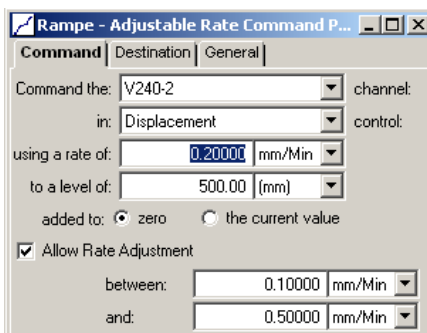 Rampe - Adjustable Rate Command P...
Command Destination General
Command the: V240-2 channel:
in: Displacement control:
using a rate of: 0.20000 mm/Min
to a level of: 500.00 (mm)
added to: zero the current value
Allow Rate Adjustment
between: 0.10000 mm/Min
and: 0.50000 mm/Min